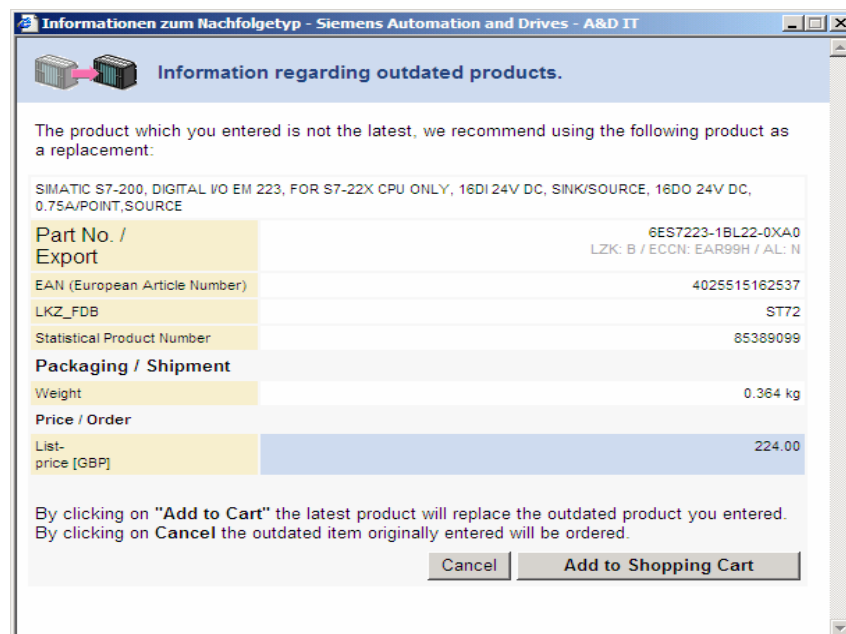 Informationen zum Nachfolgetyp - Siemens Automation and Drives - A&D IT
Information regarding outdated products.
The product which you entered is not the latest, we recommend using the following product as
a replacement:
SIMATIC S7-200, DIGITAL I/O EM 223, FOR S7-22X CPU ONLY, 16DI 24V DC, SINK/SOURCE, 16DO 24V DC,
0.75A/POINT,SOURCE
Part No. /
Export
6ES7223-1BL22-0XA0
LZK: B / ECCN: EAR99H / AL: N
EAN (European Article Number) 4025515162537
LKZ_FDB ST72
Statistical Product Number 85389099
Packaging / Shipment
Weight 0.364 kg
Price / Order
List-
price [GBP]
224.00
By clicking on "Add to Cart" the latest product will replace the outdated product you entered.
By clicking on Cancel the outdated item originally entered will be ordered.
Cancel Add to Shopping Cart